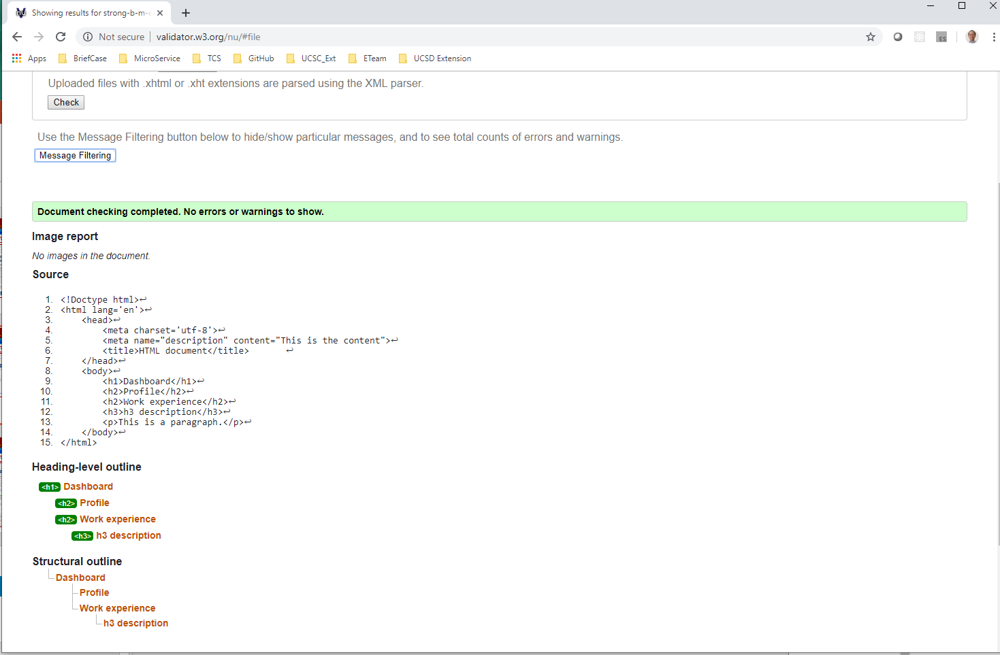 Showing results for strong-b-m-e
Not secure | validator.w3.org/nu/#file
ES
Apps BriefCase MicroService TCS GitHub UCSC_Ext ETeam UCSD Extension
Uploaded files with .xhtml or .xht extensions are parsed using the XML parser.
Check
Use the Message Filtering button below to hide/show particular messages, and to see total counts of errors and warnings.
Message Filtering
Document checking completed. No errors or warnings to show.
Image report
No images in the document.
Source
1. <!Doctype html>↩
2. <html lang='en'>↩
3. <head>↩
4. <meta charset='utf-8'>↩
5. <meta name="description" content="This is the content">↩
6. <title>HTML document</title> ↩
7. </head>↩
8. <body>↩
9. <h1>Dashboard</h1>↩
10. <h2>Profile</h2>↩
11. <h2>Work experience</h2>↩
12. <h3>h3 description</h3>↩
13. <p>This is a paragraph.</p>↩
14. </body>↩
15. </html>
Heading-level outline
<h1> Dashboard
<h2> Profile
<h2> Work experience
<h3> h3 description
Structural outline
Dashboard
Profile
Work experience
h3 description